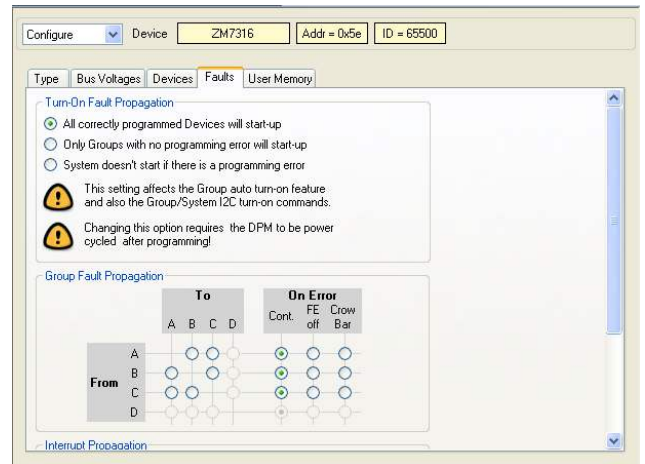 Configure Device ZM7316 Addr = 0x5e ID = 65500
Type Bus Voltages Devices Faults User Memory
Turn-On Fault Propagation
All correctly programmed Devices will start-up
Only Groups with no programming error will start-up
System doesn't start if there is a programming error
This setting affects the Group auto turn-on feature
and also the Group/System I2C turn-on commands.
Changing this option requires the DPM to be power
cycled after programming!
Group Fault Propagation
To On Error
A B C D Cont. FE off Crow Bar
From
A
B
C
D
Interrupt Propagation